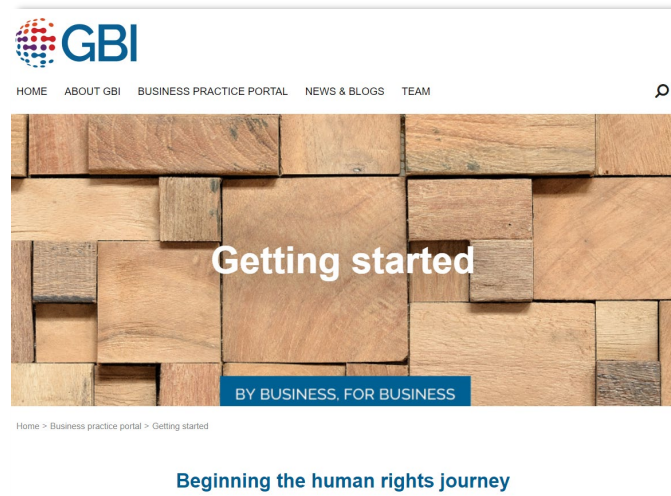 GBI
HOME ABOUT GBI BUSINESS PRACTICE PORTAL NEWS & BLOGS TEAM
Getting started
BY BUSINESS, FOR BUSINESS
Home > Business practice portal > Getting started
Beginning the human rights journey